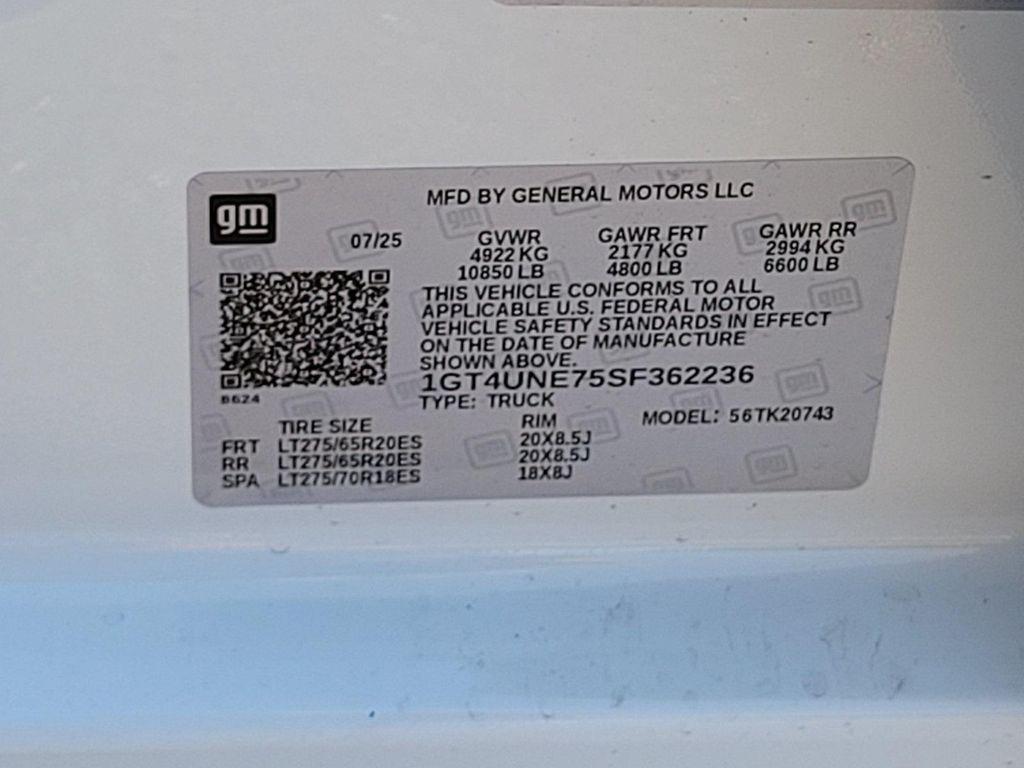 gm
MFD BY GENERAL MOTORS LLC
07/25
GVWR GAWR FRT GAWR RR
4922 KG 2177 KG 2994 KG
10850 LB 4800 LB 6600 LB
THIS VEHICLE CONFORMS TO ALL
APPLICABLE U.S. FEDERAL MOTOR
VEHICLE SAFETY STANDARDS IN EFFECT
ON THE DATE OF MANUFACTURE
SHOWN ABOVE.
1GT4UNE75SF362236
B624
TYPE: TRUCK
TIRE SIZE RIM MODEL: 56TK20743
FRT LT275/65R20ES 20X8.5J
RR LT275/65R20ES 20X8.5J
SPA LT275/70R18ES 18X8J